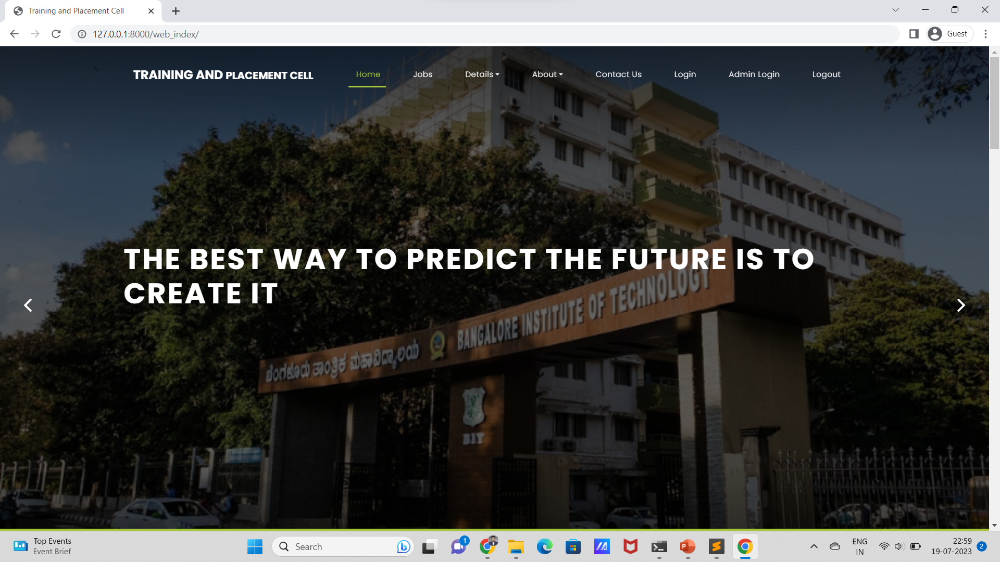 Training and Placement Cell
127.0.0.1:8000/web_index/
Guest
TRAINING AND PLACEMENT CELL
Home
Jobs
Details
About
Contact Us
Login
Admin Login
Logout
THE BEST WAY TO PREDICT THE FUTURE IS TO
CREATE IT
ಬೆಂಗಳೂರು ತಾಂತ್ರಿಕ ಮಹಾವಿದ್ಯಾಲಯ
BANGALORE INSTITUTE OF TECHNOLOGY
BIT
Top Events
Event Brief
Search
1
ENG
IN
22:59
19-07-2023
2